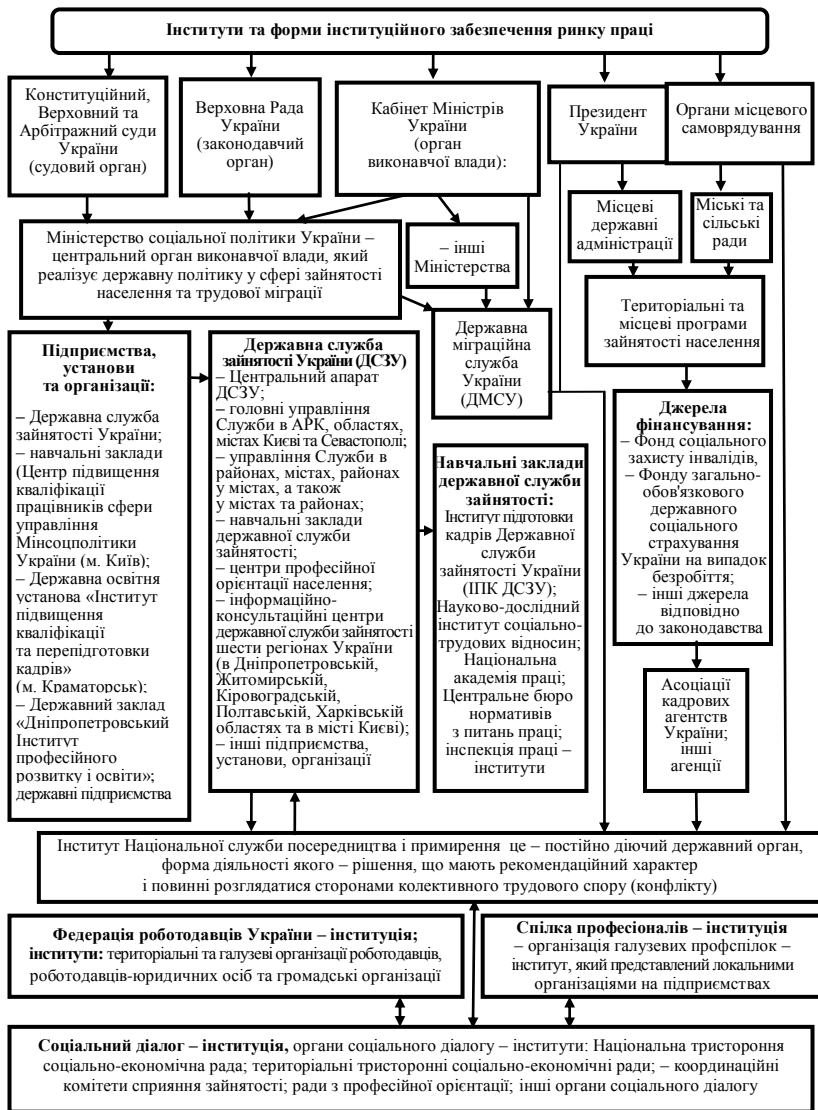 Інститути та форми інституційного забезпечення ринку праці
Конституційний,
Верховний та
Арбітражний суди
України
(судовий орган)
Верховна Рада
України
(законодавчий
орган)
Кабінет Міністрів
України
(орган
виконавчої влади):
Президент
України
Органи місцевого
самоврядування
Міністерство соціальної політики України –
центральний орган виконавчої влади, який
реалізує державну політику у сфері зайнятості
населення та трудової міграції
– інші
Міністерства
Місцеві
державні
адміністрації
Міські та
сільські
ради
Територіальні та
місцеві програми
зайнятості населення
Підприємства,
установи
та організації:
– Державна служба
зайнятості України;
– навчальні заклади
(Центр підвищення
кваліфікації
працівників сфери
управління
Мінсоцполітики
України (м. Київ);
– Державна освітня
установа «Інститут
підвищення
кваліфікації
та перепідготовки
кадрів»
(м. Краматорськ);
– Державний заклад
«Дніпропетровський
Інститут
професійного
розвитку і освіти»;
державні підприємства
Державна служба
зайнятості України (ДСЗУ)
– Центральний апарат
ДСЗУ;
– головні управління
Служби в АРК, областях,
містах Києві та Севастополі;
– управління Служби в
районах, містах, районах
у містах, а також
у містах та районах;
– навчальні заклади
державної служби
зайнятості;
– центри професійної
орієнтації населення;
– інформаційно-
консультаційні центри
державної служби зайнятості
шести регіонах України
(в Дніпропетровській,
Житомирській,
Кіровоградській,
Полтавській, Харківській
областях та в місті Києві);
– інші підприємства,
установи, організації
Державна
міграційна
служба
України
(ДМСУ)
Навчальні заклади
державної служби
зайнятості:
Інститут підготовки
кадрів Державної
служби
зайнятості України
(ІПК ДСЗУ);
Науково-дослідний
інститут соціально-
трудових відносин;
Національна
академія праці;
Центральне бюро
нормативів
з питань праці;
інспекція праці –
інститути
Джерела
фінансування:
– Фонд соціального
захисту інвалідів,
– Фонду загально-
обов'язкового
державного
соціального
страхування
України на випадок
безробіття;
– інші джерела
відповідно
до законодавства
Асоціації
кадрових
агентств
України;
інші
агенції
Інститут Національної служби посередництва і примирення це – постійно діючий державний орган,
форма діяльності якого – рішення, що мають рекомендаційний характер
і повинні розглядатися сторонами колективного трудового спору (конфлікту)
Федерація роботодавців України – інституція;
інститути: територіальні та галузеві організації роботодавців,
роботодавців-юридичних осіб та громадські організації
Спілка професіоналів – інституція
– організація галузевих профспілок –
інститут, який представлений локальними
організаціями на підприємствах
Соціальний діалог – інституція, органи соціального діалогу – інститути: Національна тристороння
соціально-економічна рада; територіальні тристоронні соціально-економічні ради; – координаційні
комітети сприяння зайнятості; ради з професійної орієнтації; інші органи соціального діалогу